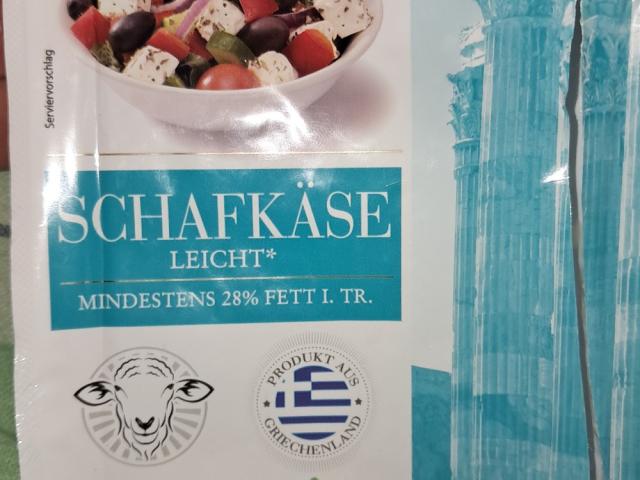 Serviervorschlag
SCHAFKÄSE
LEICHT*
MINDESTENS 28% FETT I. TR.
PRODUKT AUS
GRIECHENLAND